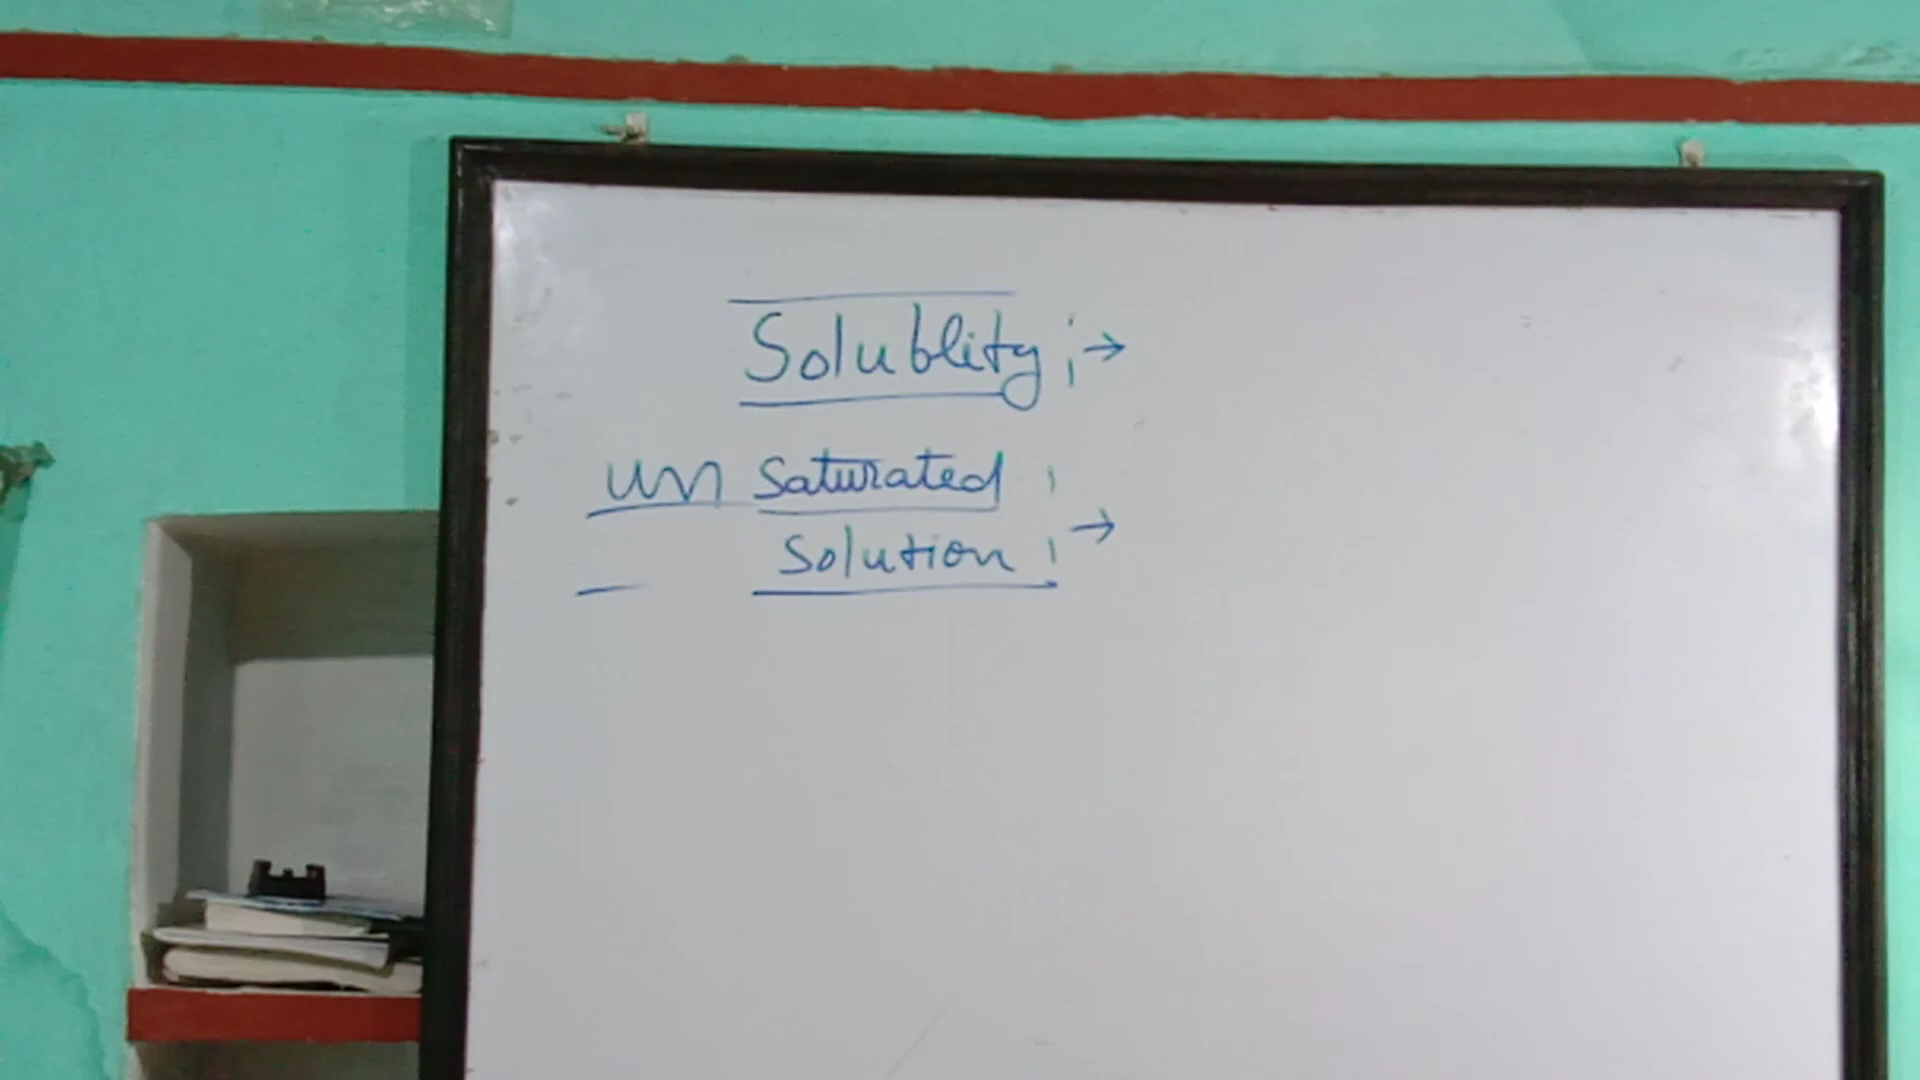 Solublity :→
un saturated
solution :→